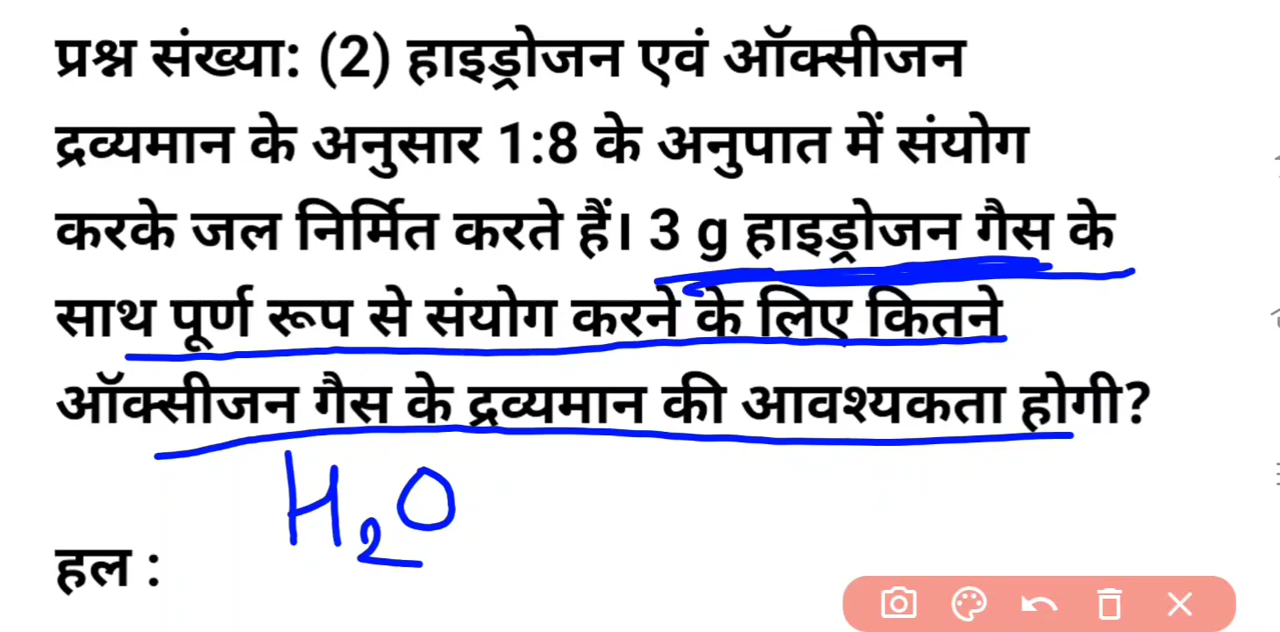 प्रश्न संख्या: (2) हाइड्रोजन एवं ऑक्सीजन
द्रव्यमान के अनुसार 1:8 के अनुपात में संयोग
करके जल निर्मित करते हैं। 3 g हाइड्रोजन गैस के
साथ पूर्ण रूप से संयोग करने के लिए कितने
ऑक्सीजन गैस के द्रव्यमान की आवश्यकता होगी?
H₂O
हल :